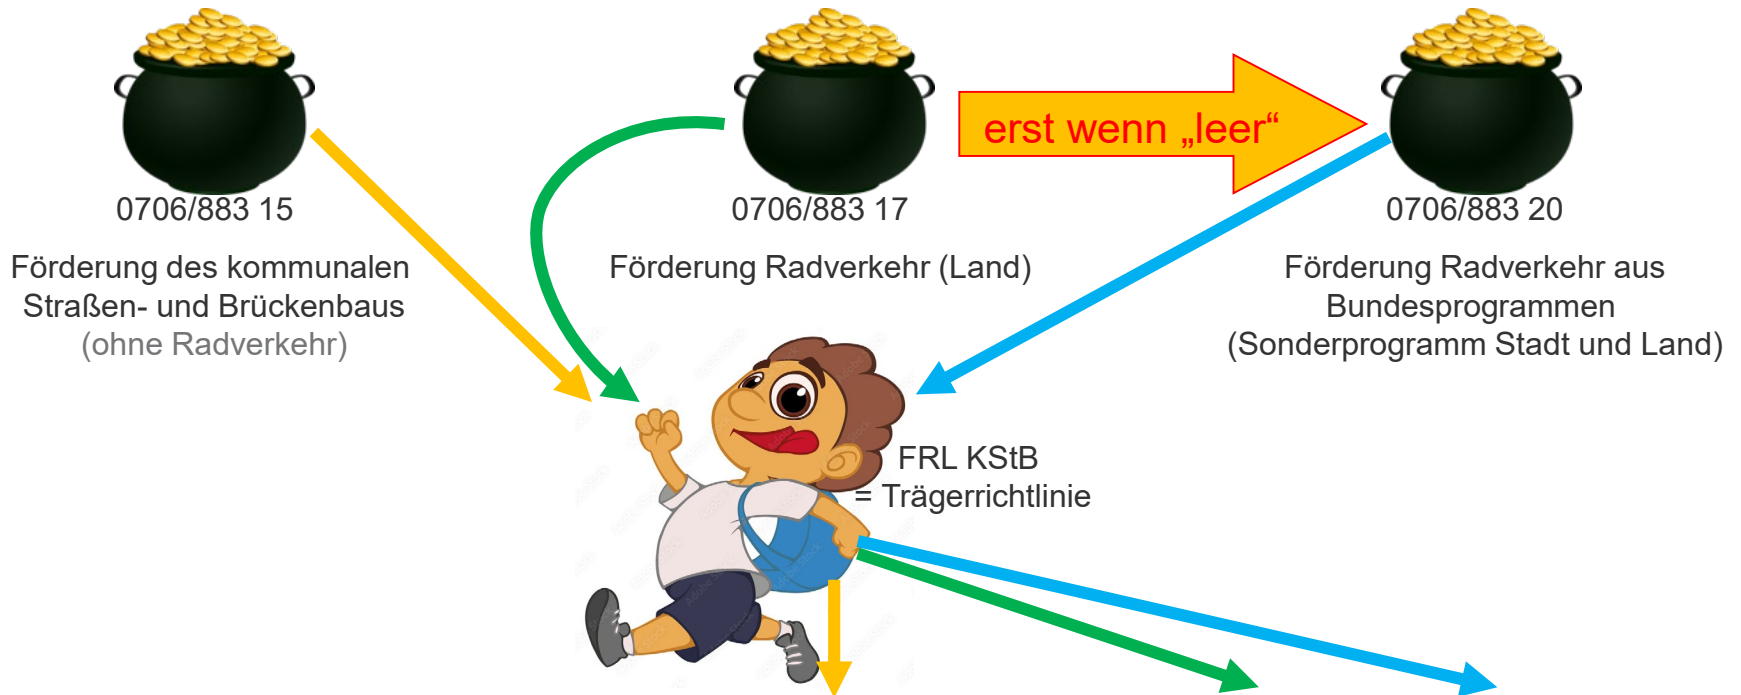 erst wenn „leer“
0706/883 15
0706/883 17
0706/883 20
Förderung des kommunalen
Straßen- und Brückenbaus
(ohne Radverkehr)
Förderung Radverkehr (Land)
Förderung Radverkehr aus
Bundesprogrammen
(Sonderprogramm Stadt und Land)
FRL KStB
= Trägerrichtlinie